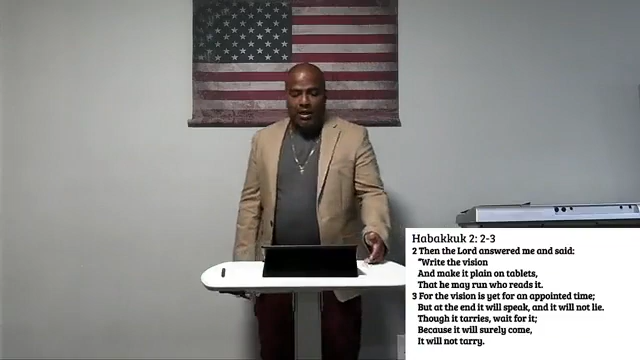 Habakkuk 2: 2-3
2 Then the Lord answered me and said:
“Write the vision
And make it plain on tablets,
That he may run who reads it.
3 For the vision is yet for an appointed time;
But at the end it will speak, and it will not lie.
Though it tarries, wait for it;
Because it will surely come,
It will not tarry.